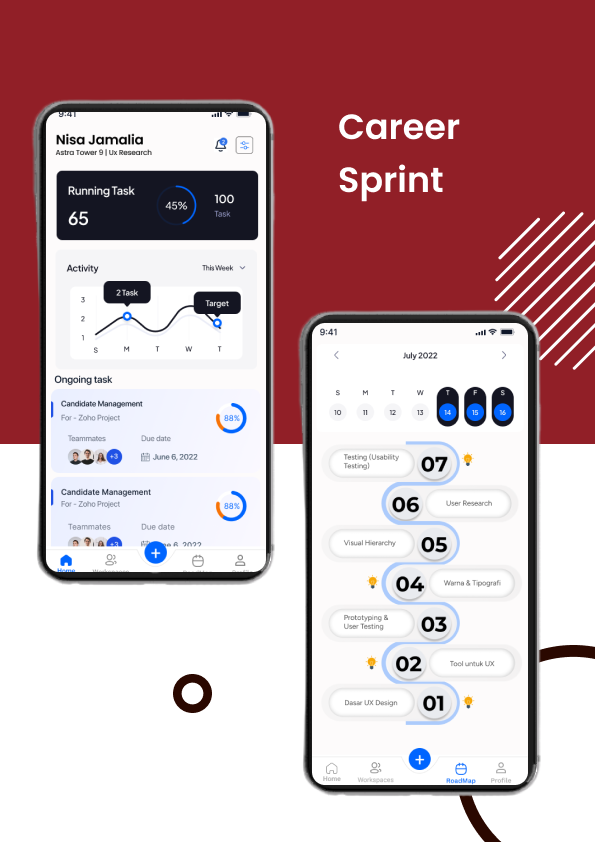 Career
Sprint
9:41
Nisa Jamalia
Astra Tower 9 | Ux Research
Running Task
65
45%
100
Task
Activity
This Week
2 Task
Target
3
2
1
S M T W T
Ongoing task
Candidate Management
For - Zoho Project
88%
Teammates
Due date
+3
June 6, 2022
Candidate Management
For - Zoho Project
88%
Teammates
Due date
+3
June 6, 2022
Home
Workspaces
RoadMap
Profile
9:41
July 2022
S M T W T F S
10 11 12 13 14 15 16
Testing (Usability
Testing)
07
06
User Research
Visual Hierarchy
05
04
Warna & Tipografi
Prototyping &
User Testing
03
02
Tool untuk UX
Dasar UX Design
01
Home
Workspaces
RoadMap
Profile